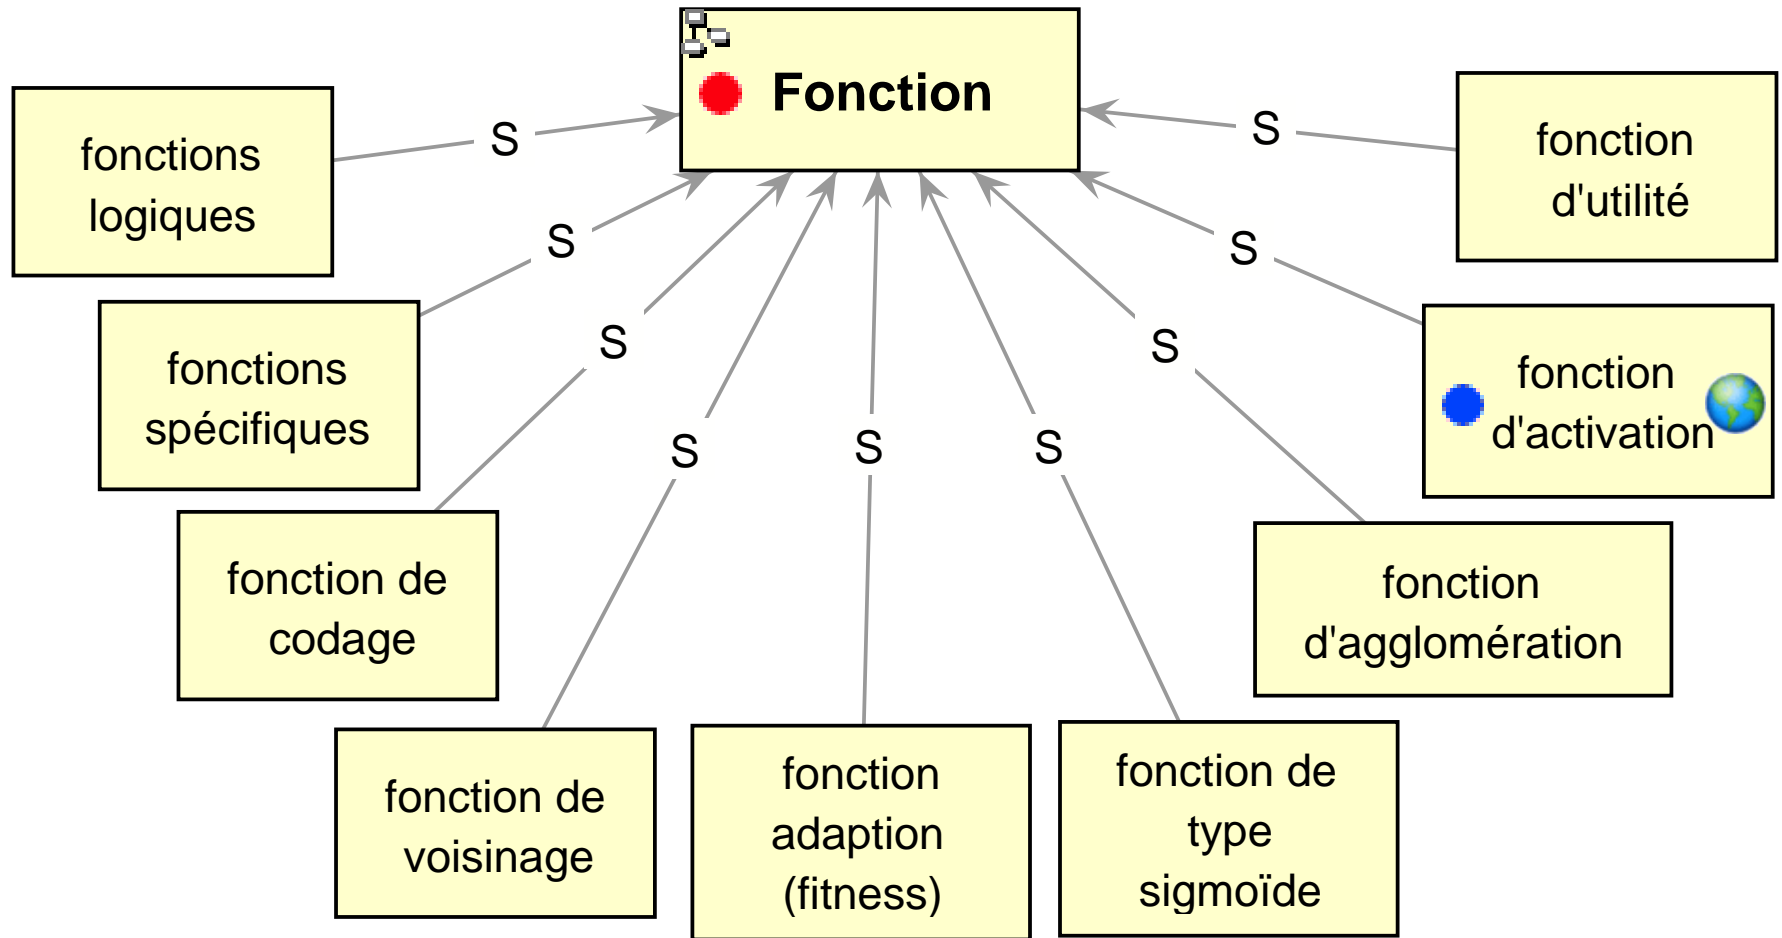 Fonction
fonctions
logiques
S
S
fonction
d'utilité
fonctions
spécifiques
S
S
fonction
d'activation
fonction de
codage
S
S
fonction
d'agglomération
fonction de
voisinage
S
S
fonction
adaption
(fitness)
S
fonction de
type
sigmoïde